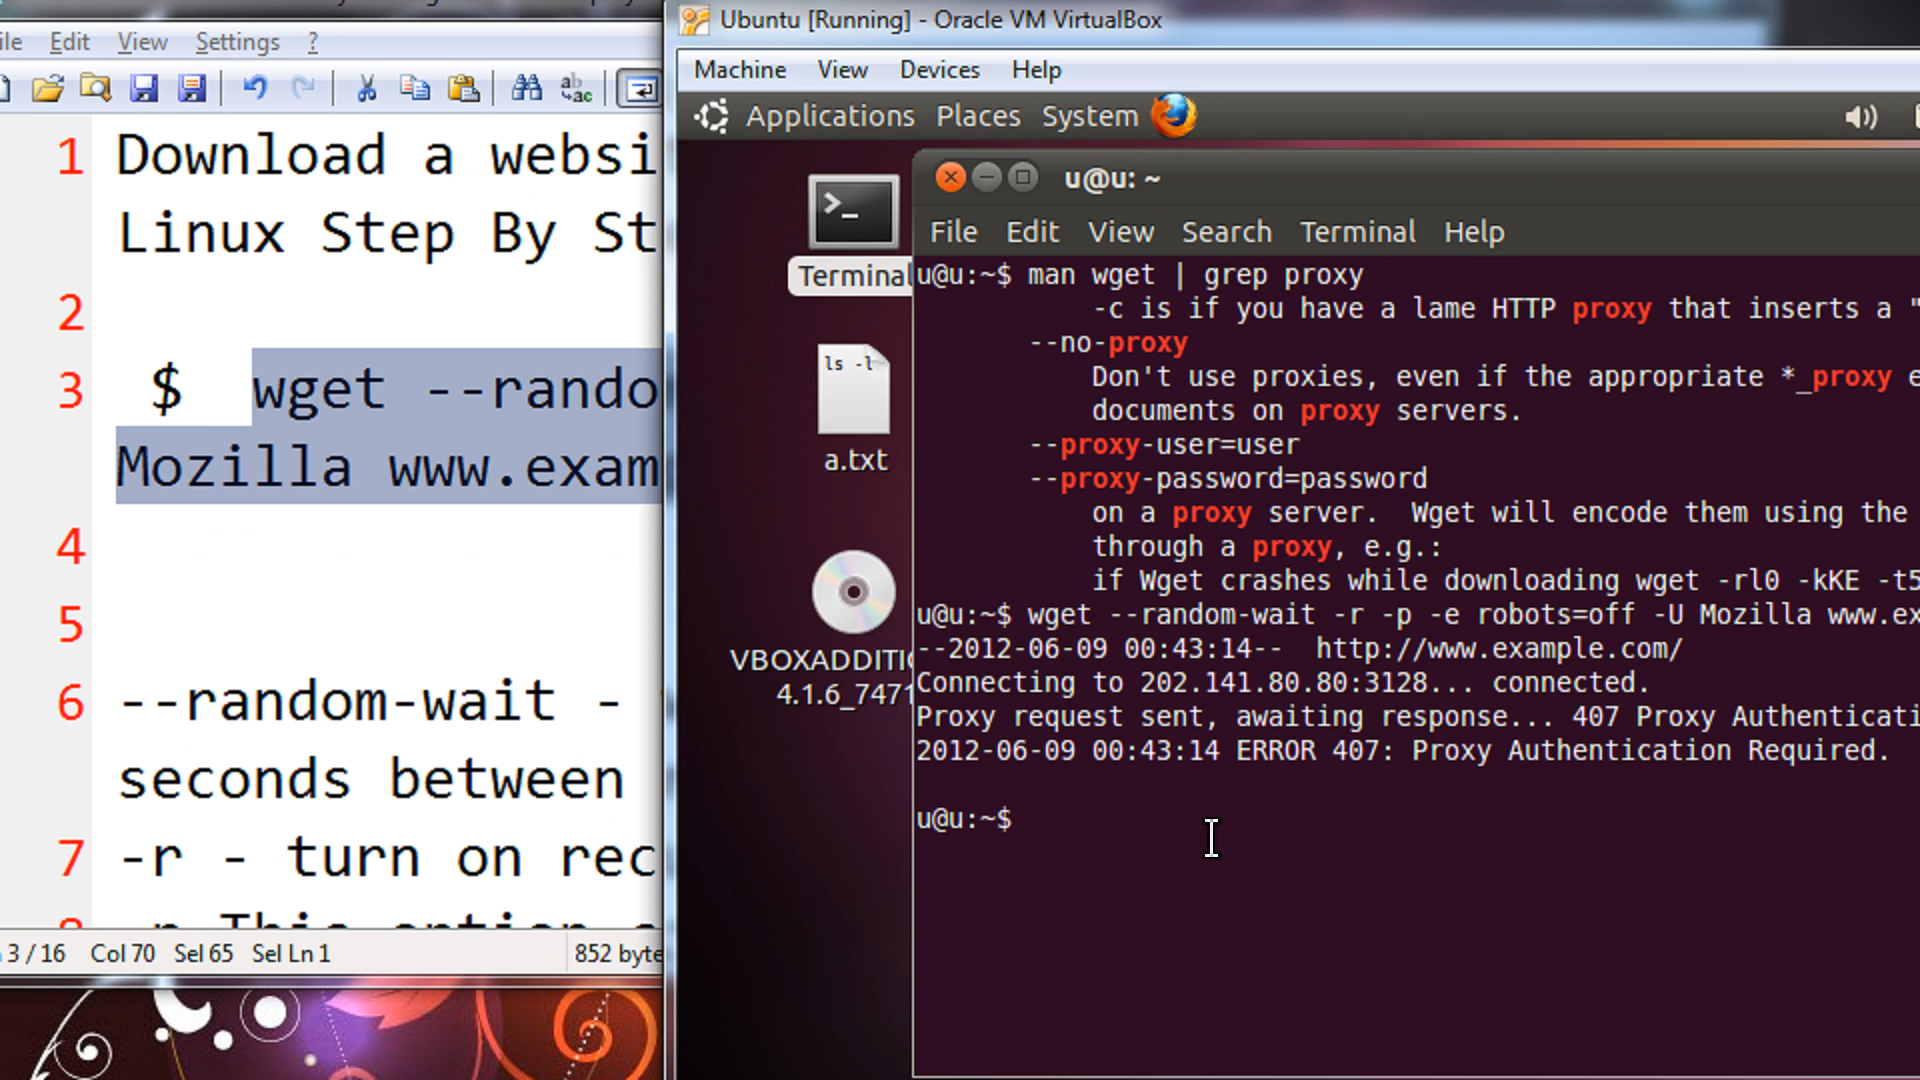 Edit View Settings ?
1 Download a websi
Linux Step By St
2
3 $ wget --rando
Mozilla www.exam
4
5
6 --random-wait -
seconds between
7 -r - turn on rec
3 / 16 Col 70 Sel 65 Sel Ln 1 852 byte
Ubuntu [Running] - Oracle VM VirtualBox
Machine View Devices Help
Applications Places System
Terminal
ls -l
a.txt
VBOXADDITIO
4.1.6_7471
u@u: ~
File Edit View Search Terminal Help
u@u:~$ man wget | grep proxy
-c is if you have a lame HTTP proxy that inserts a "
--no-proxy
Don't use proxies, even if the appropriate *_proxy e
documents on proxy servers.
--proxy-user=user
--proxy-password=password
on a proxy server. Wget will encode them using the
through a proxy, e.g.:
if Wget crashes while downloading wget -rl0 -kKE -t5
u@u:~$ wget --random-wait -r -p -e robots=off -U Mozilla www.ex
--2012-06-09 00:43:14-- http://www.example.com/
Connecting to 202.141.80.80:3128... connected.
Proxy request sent, awaiting response... 407 Proxy Authenticati
2012-06-09 00:43:14 ERROR 407: Proxy Authentication Required.
u@u:~$